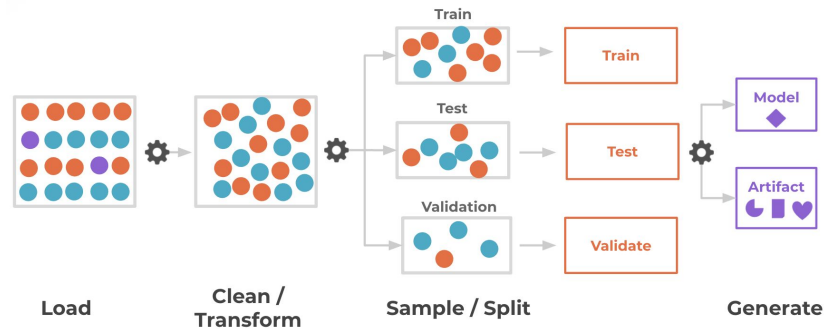 Train
Train
Test
Test
Validation
Validate
Model
Artifact
Load
Clean /
Transform
Sample / Split
Generate